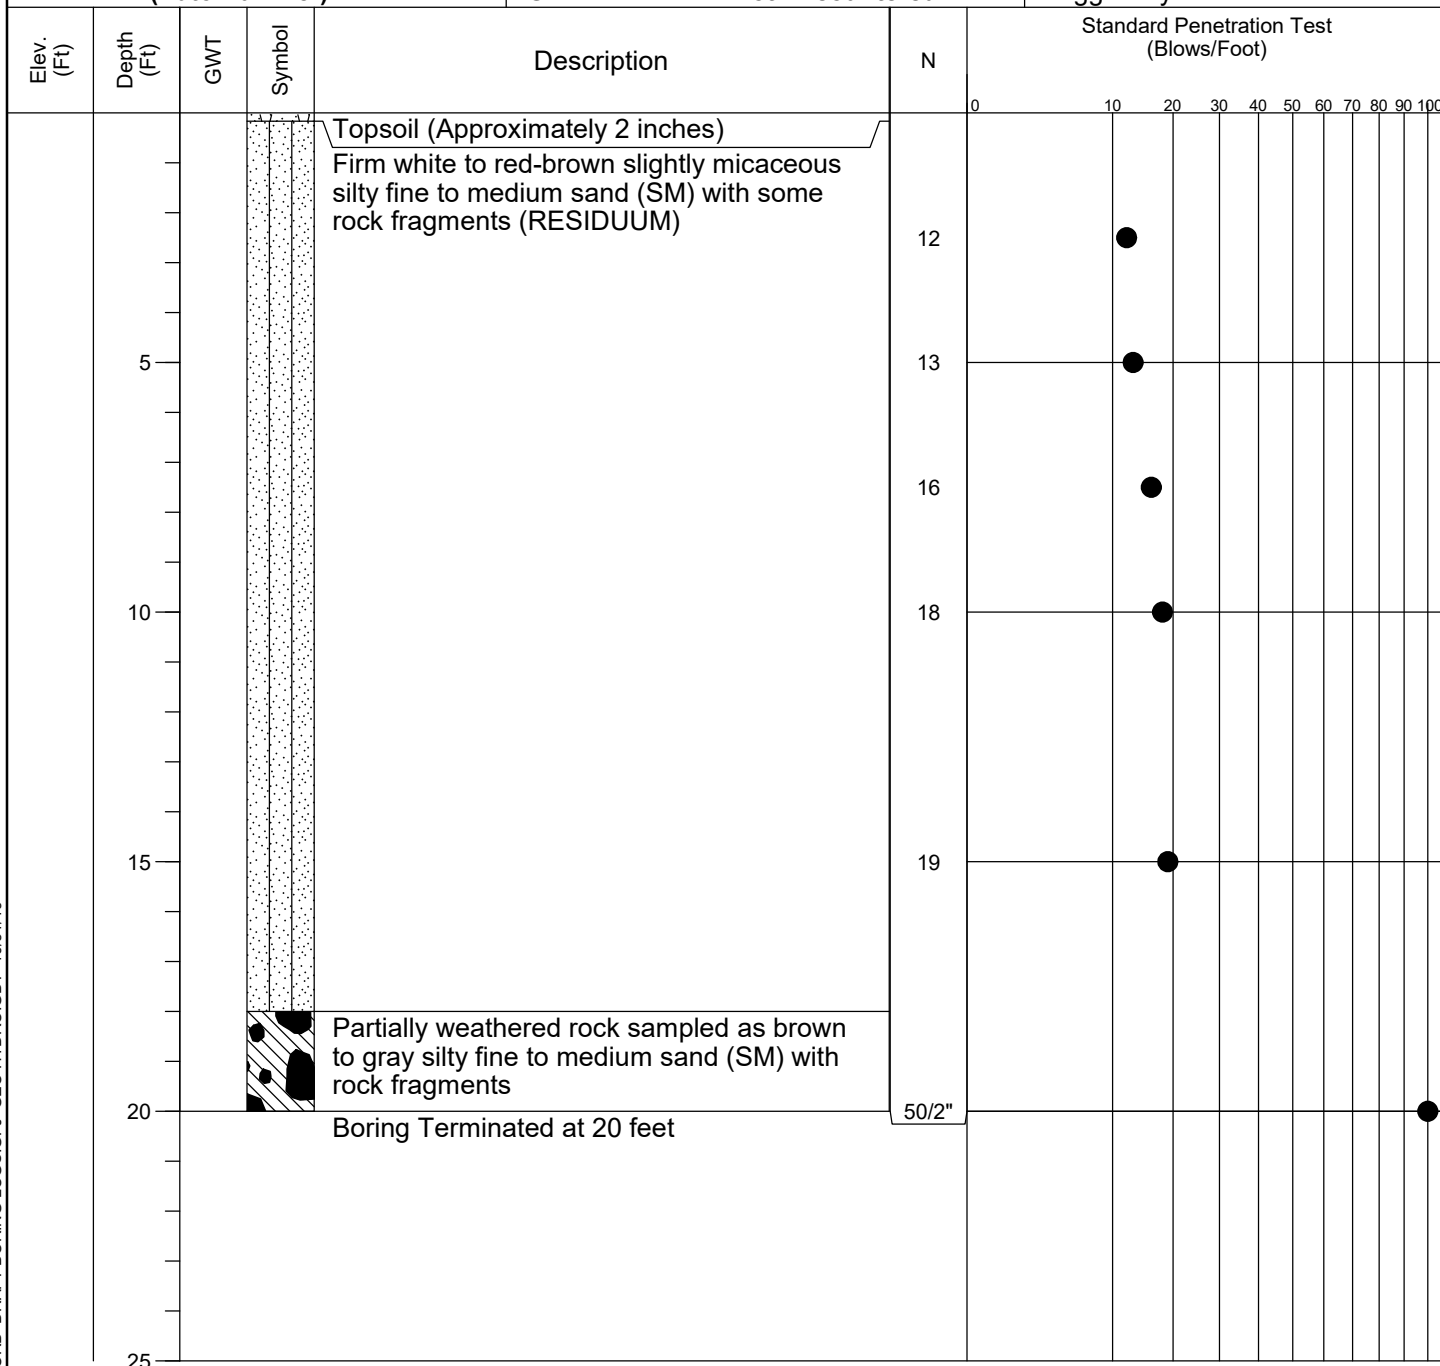 Elev. (Ft)
Depth (Ft)
GWT
Symbol
Description
N
Standard Penetration Test
(Blows/Foot)
0 10 20 30 40 50 60 70 80 90 100
Topsoil (Approximately 2 inches)
Firm white to red-brown slightly micaceous
silty fine to medium sand (SM) with some
rock fragments (RESIDUUM)
12
5
13
16
10
18
15
19
Partially weathered rock sampled as brown
to gray silty fine to medium sand (SM) with
rock fragments
20
50/2"
Boring Terminated at 20 feet
25